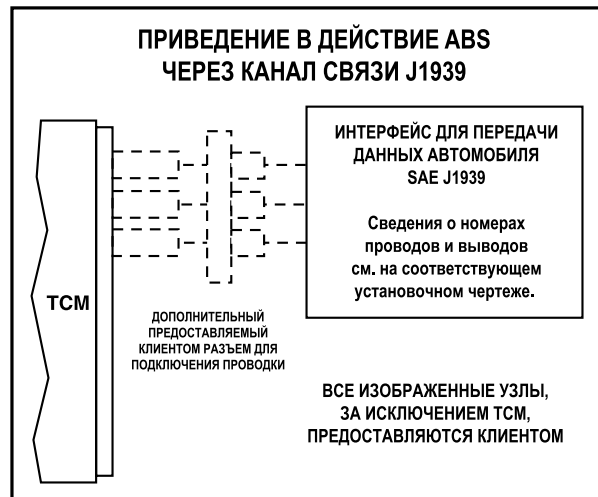 ПРИВЕДЕНИЕ В ДЕЙСТВИЕ ABS
ЧЕРЕЗ КАНАЛ СВЯЗИ J1939
ИНТЕРФЕЙС ДЛЯ ПЕРЕДАЧИ
ДАННЫХ АВТОМОБИЛЯ
SAE J1939
Сведения о номерах
проводов и выводов
см. на соответствующем
установочном чертеже.
TCM
ДОПОЛНИТЕЛЬНЫЙ
ПРЕДОСТАВЛЯЕМЫЙ
КЛИЕНТОМ РАЗЪЕМ ДЛЯ
ПОДКЛЮЧЕНИЯ ПРОВОДКИ
ВСЕ ИЗОБРАЖЕННЫЕ УЗЛЫ,
ЗА ИСКЛЮЧЕНИЕМ TCM,
ПРЕДОСТАВЛЯЮТСЯ КЛИЕНТОМ